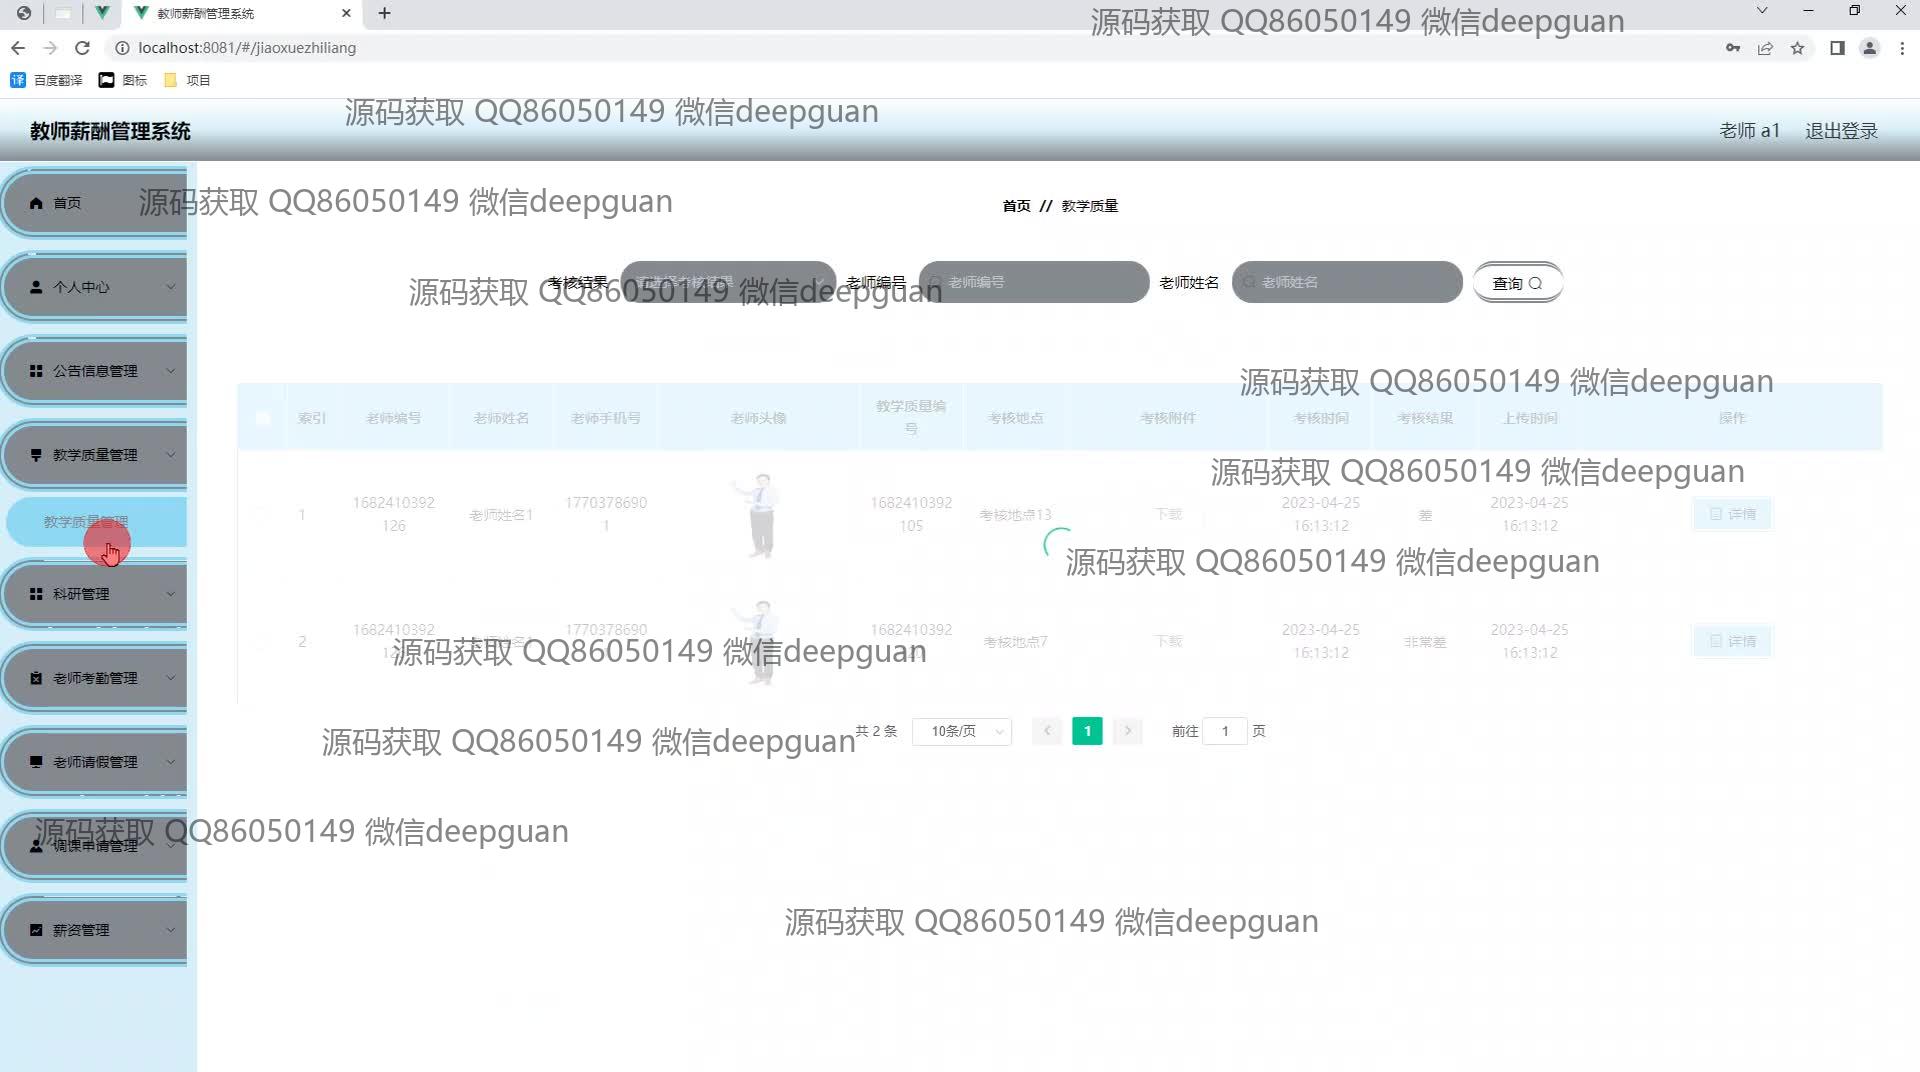 教师薪酬管理系统
源码获取 QQ86050149 微信deepguan
localhost:8081/#/jiaoxuezhiliang
百度翻译 图标 项目
源码获取 QQ86050149 微信deepguan
教师薪酬管理系统
老师 a1 退出登录
首页
源码获取 QQ86050149 微信deepguan
首页 // 教学质量
个人中心
考核结果 请选择考核结果 老师编号 老师编号 老师姓名 老师姓名 查询
源码获取 QQ86050149 微信deepguan
公告信息管理
源码获取 QQ86050149 微信deepguan
索引 老师编号 老师姓名 老师手机号 老师头像 教学质量编号 考核地点 考核附件 考核时间 考核结果 上传时间 操作
教学质量管理
源码获取 QQ86050149 微信deepguan
1 1682410392126 老师姓名1 17703786901 1682410392105 考核地点13 下载 2023-04-25 16:13:12 差 2023-04-25 16:13:12 详情
教学质量管理
源码获取 QQ86050149 微信deepguan
科研管理
2 1682410392 1770378690 1682410392 考核地点7 下载 2023-04-25 16:13:12 非常差 2023-04-25 16:13:12 详情
源码获取 QQ86050149 微信deepguan
老师考勤管理
共 2 条 10条/页 1 前往 1 页
源码获取 QQ86050149 微信deepguan
老师请假管理
源码获取 QQ86050149 微信deepguan
调课申请管理
源码获取 QQ86050149 微信deepguan
薪资管理